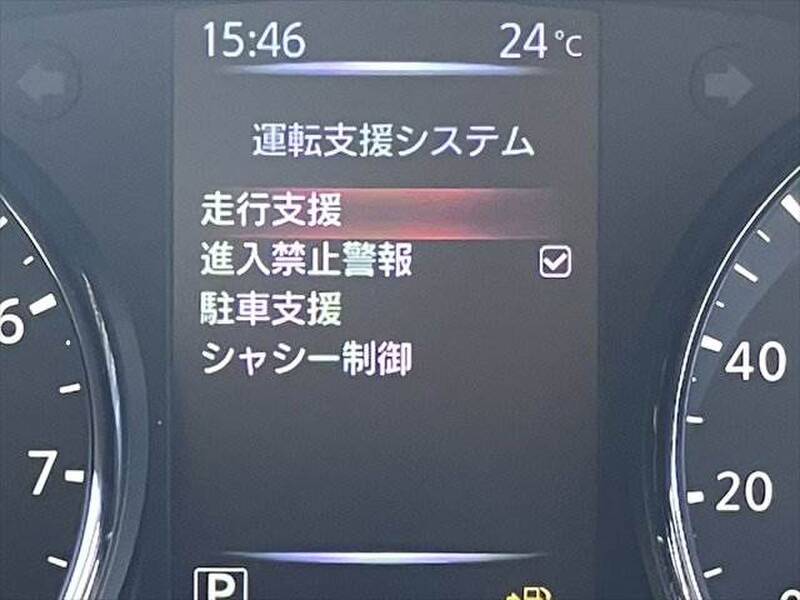 15:46 24℃
運転支援システム
走行支援
進入禁止警報
駐車支援
シャシー制御
6
7
40
20
P